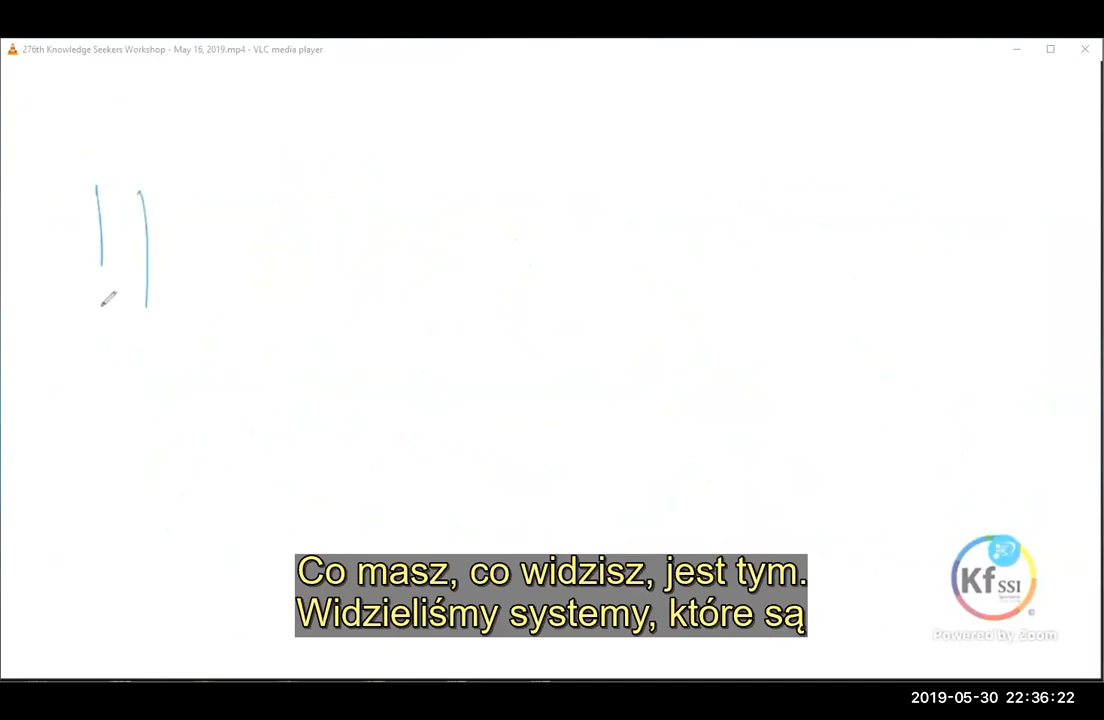 276th Knowledge Seekers Workshop - May 16, 2019.mp4 - VLC media player
Co masz, co widzisz, jest tym.
Widzieliśmy systemy, które są
Kf SSI
Powered by Zoom
2019-05-30 22:36:22